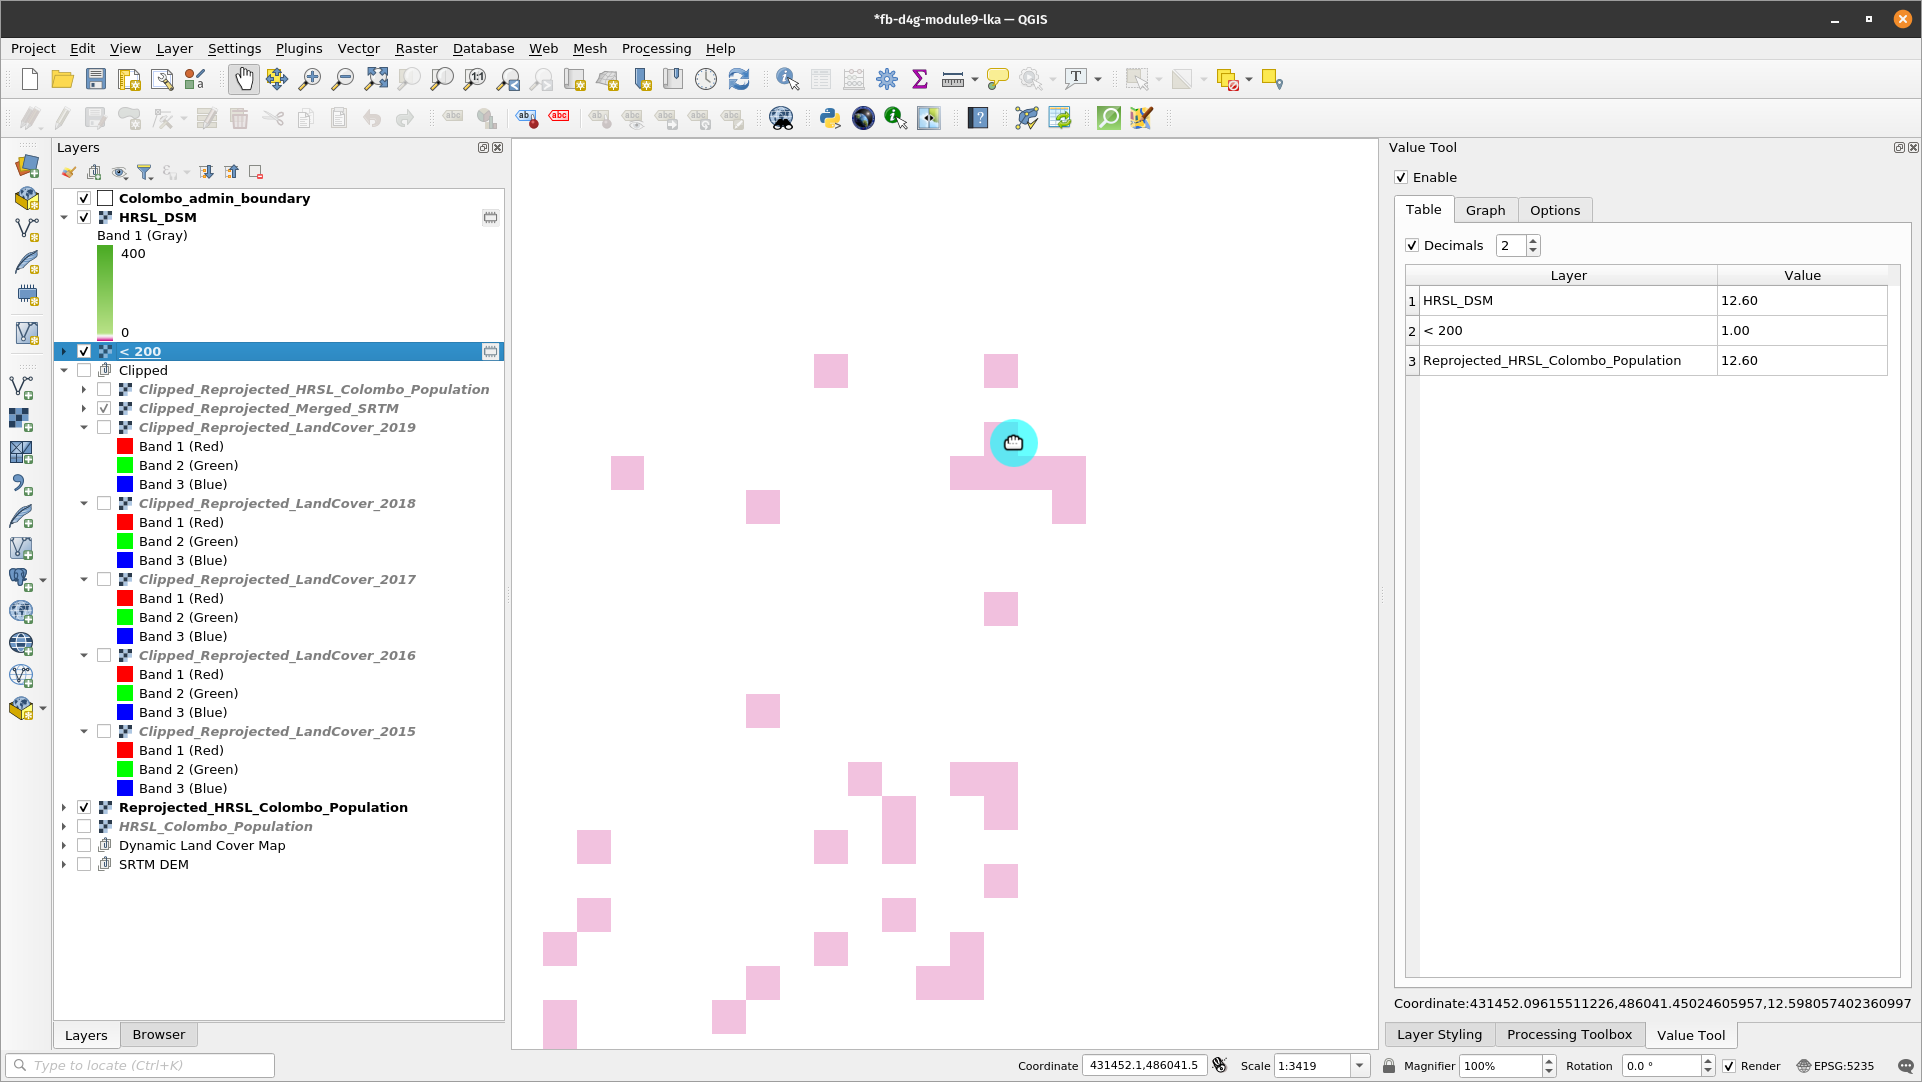 *fb-d4g-module9-lka — QGIS
Project Edit View Layer Settings Plugins Vector Raster Database Web Mesh Processing Help
Layers
Colombo_admin_boundary
HRSL_DSM
Band 1 (Gray)
400
0
< 200
Clipped
Clipped_Reprojected_HRSL_Colombo_Population
Clipped_Reprojected_Merged_SRTM
Clipped_Reprojected_LandCover_2019
Band 1 (Red)
Band 2 (Green)
Band 3 (Blue)
Clipped_Reprojected_LandCover_2018
Band 1 (Red)
Band 2 (Green)
Band 3 (Blue)
Clipped_Reprojected_LandCover_2017
Band 1 (Red)
Band 2 (Green)
Band 3 (Blue)
Clipped_Reprojected_LandCover_2016
Band 1 (Red)
Band 2 (Green)
Band 3 (Blue)
Clipped_Reprojected_LandCover_2015
Band 1 (Red)
Band 2 (Green)
Band 3 (Blue)
Reprojected_HRSL_Colombo_Population
HRSL_Colombo_Population
Dynamic Land Cover Map
SRTM DEM
Layers Browser
Value Tool
Enable
Table Graph Options
Decimals 2
Layer Value
1 HRSL_DSM 12.60
2 < 200 1.00
3 Reprojected_HRSL_Colombo_Population 12.60
Coordinate:431452.09615511226,486041.45024605957,12.598057402360997
Layer Styling Processing Toolbox Value Tool
Type to locate (Ctrl+K) Coordinate 431452.1,486041.5 Scale 1:3419 Magnifier 100% Rotation 0.0 ° Render EPSG:5235